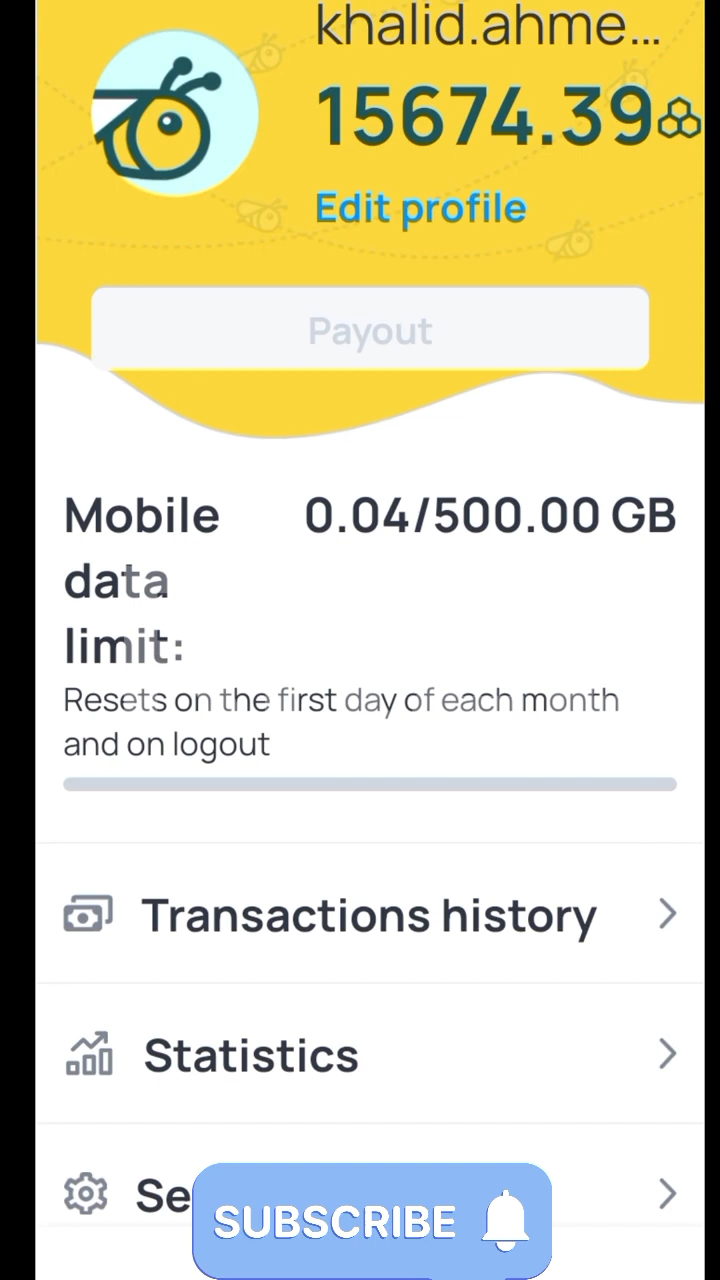 khalid.ahme...
15674.39
Edit profile
Payout
Mobile data limit:
0.04/500.00 GB
Resets on the first day of each month
and on logout
Transactions history
Statistics
Se
SUBSCRIBE